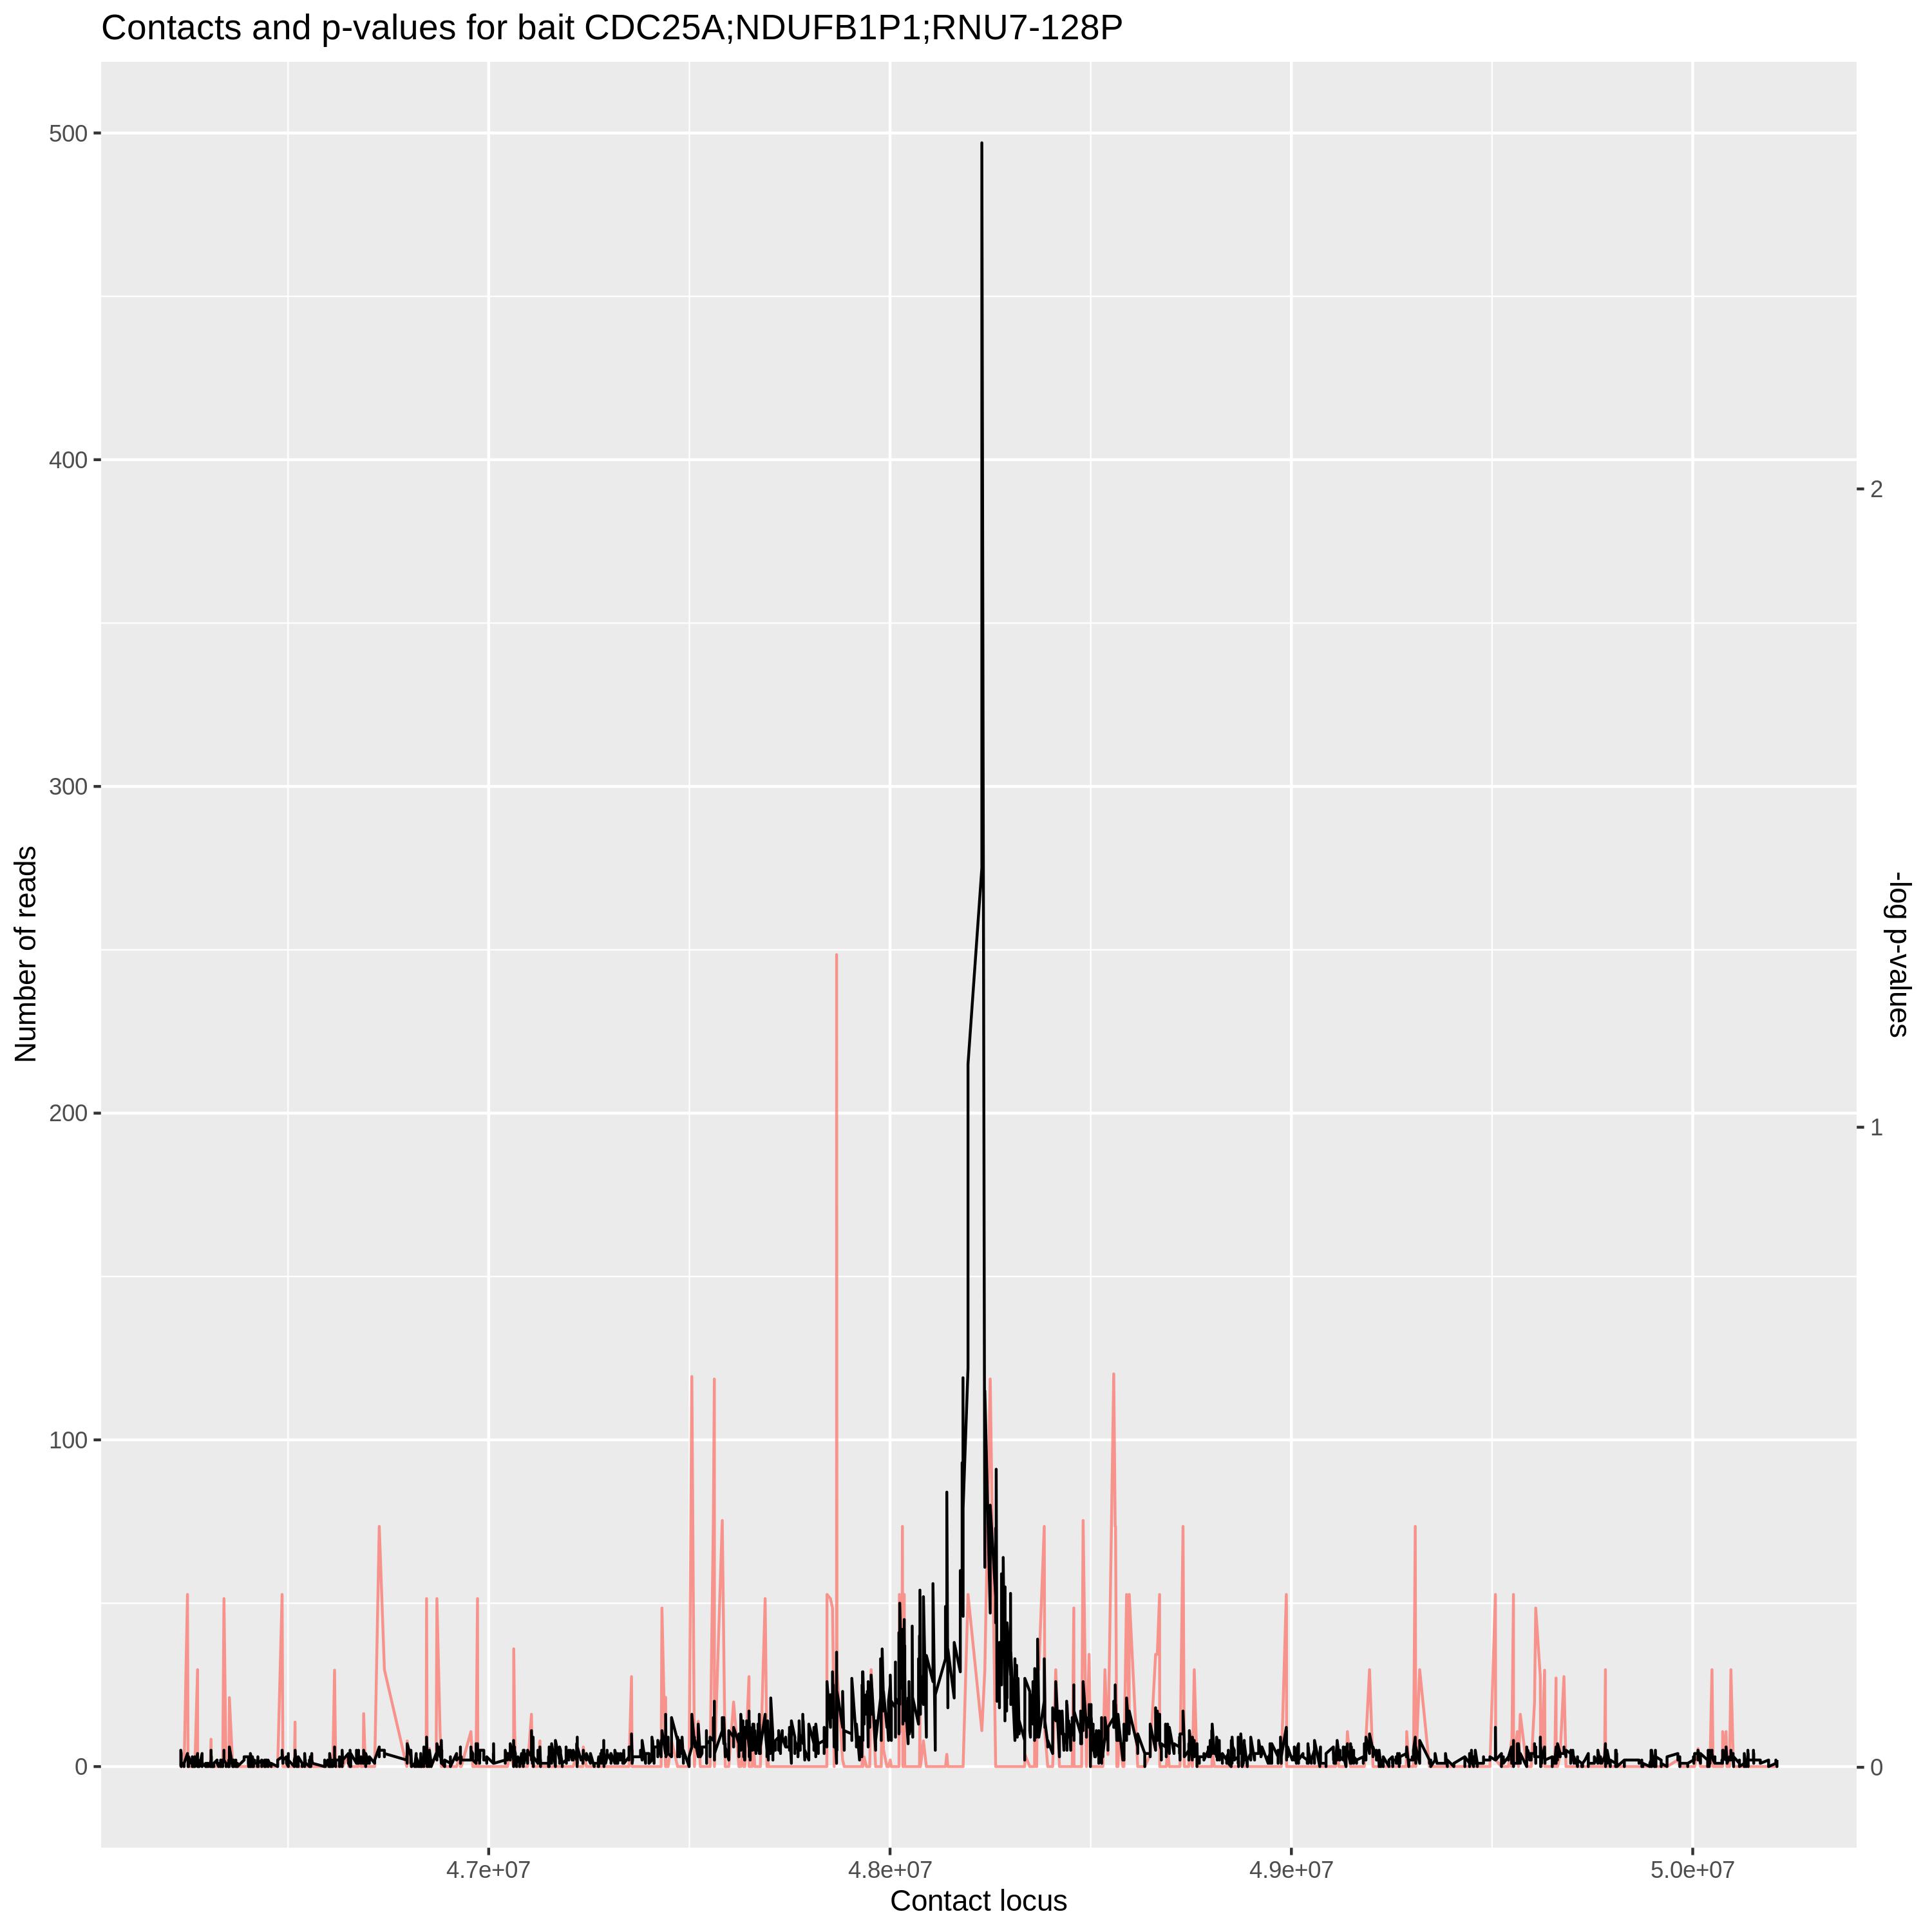 Contacts and p-values for bait CDC25A;NDUFB1P1;RNU7-128P
500
400
300
200
100
0
Number of reads
2
1
0
-log p-values
4.7e+07
4.8e+07
4.9e+07
5.0e+07
Contact locus